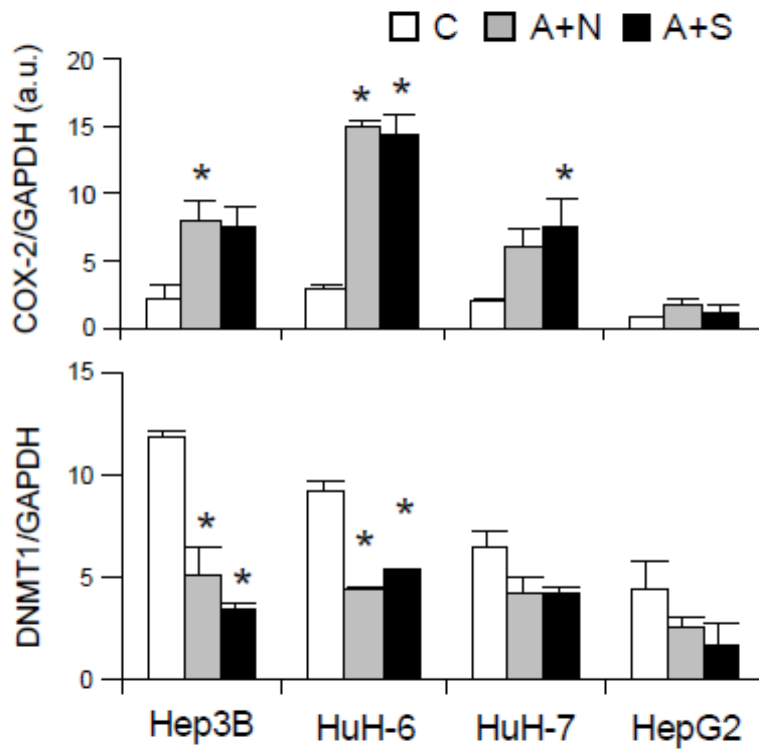 C A+N A+S
COX-2/GAPDH (a.u.)
20
15
10
5
0
* * * *
DNMT1/GAPDH
15
10
5
0
* * * *
Hep3B HuH-6 HuH-7 HepG2